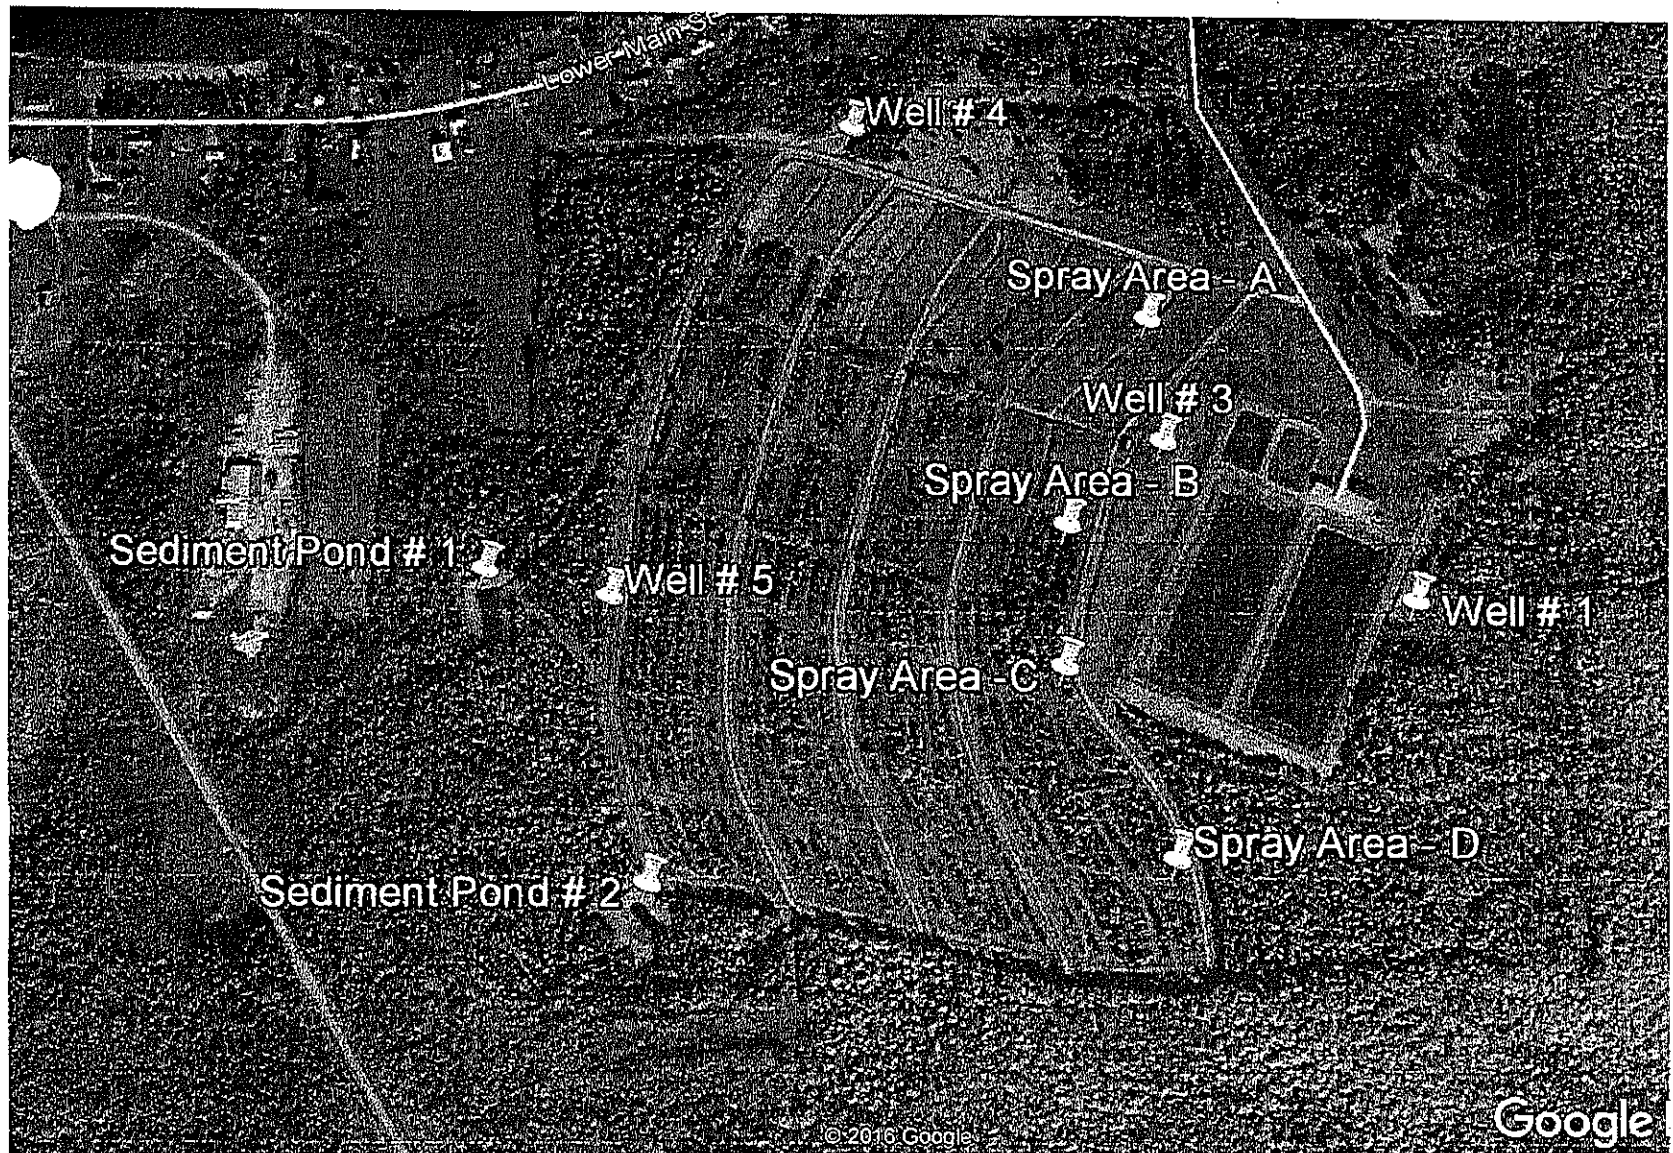 Lower Main St
Well # 4
Spray Area - A
Well # 3
Spray Area - B
Sediment Pond # 1
Well # 5
Well # 1
Spray Area -C
Spray Area - D
Sediment Pond # 2
Google
© 2016 Google